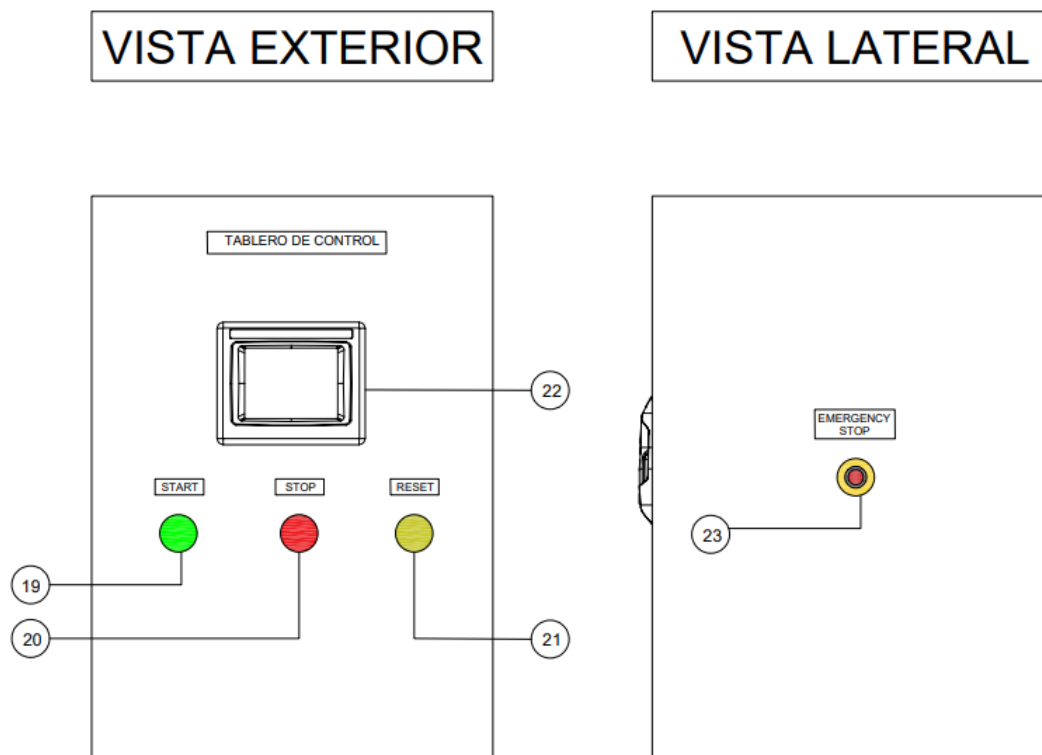 VISTA EXTERIOR
VISTA LATERAL
TABLERO DE CONTROL
22
EMERGENCY
STOP
START
STOP
RESET
23
19
20
21